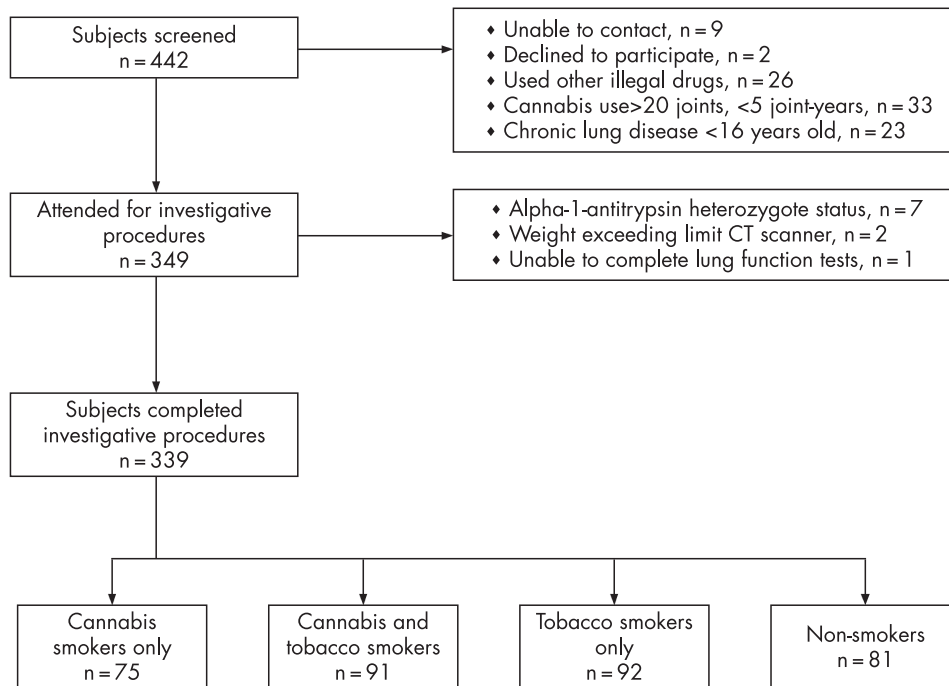 Subjects screened
n = 442
♦ Unable to contact, n = 9
♦ Declined to participate, n = 2
♦ Used other illegal drugs, n = 26
♦ Cannabis use>20 joints, <5 joint-years, n = 33
♦ Chronic lung disease <16 years old, n = 23
Attended for investigative
procedures
n = 349
♦ Alpha-1-antitrypsin heterozygote status, n = 7
♦ Weight exceeding limit CT scanner, n = 2
♦ Unable to complete lung function tests, n = 1
Subjects completed
investigative procedures
n = 339
Cannabis
smokers only
n = 75
Cannabis and
tobacco smokers
n = 91
Tobacco smokers
only
n = 92
Non-smokers
n = 81